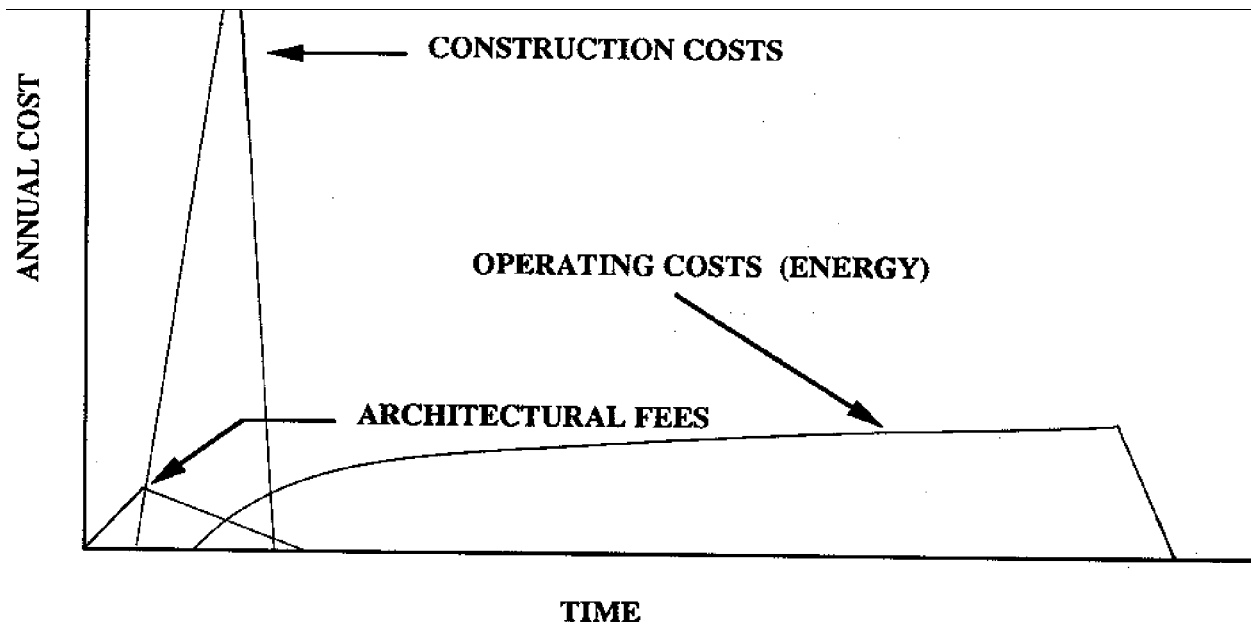 CONSTRUCTION COSTS
ANNUAL COST
OPERATING COSTS (ENERGY)
ARCHITECTURAL FEES
TIME